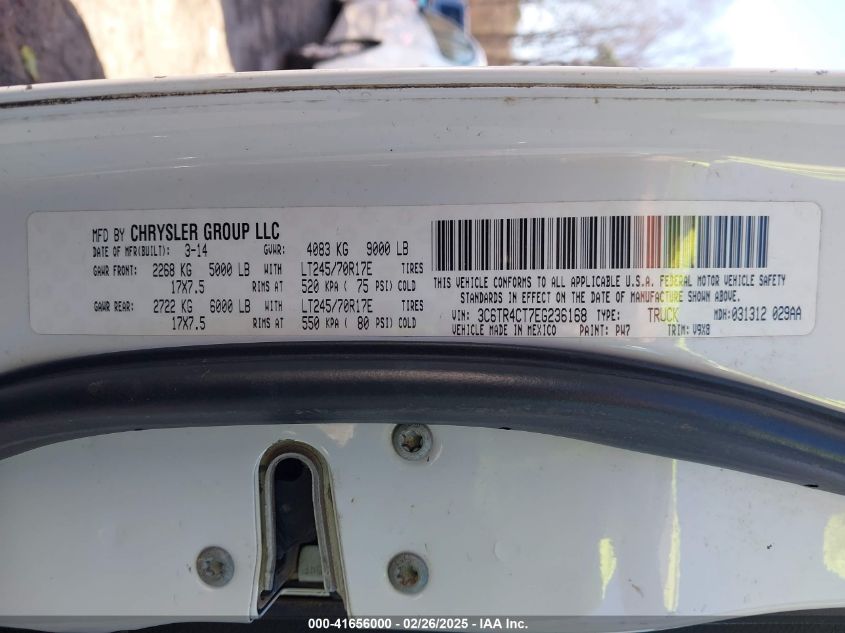 MFD BY CHRYSLER GROUP LLC
DATE OF MFR(BUILT): 3-14 GVWR: 4083 KG 9000 LB
GAWR FRONT: 2268 KG 5000 LB WITH LT245/70R17E TIRES
17X7.5 RIMS AT 520 KPA ( 75 PSI) COLD
GAWR REAR: 2722 KG 6000 LB WITH LT245/70R17E TIRES
17X7.5 RIMS AT 550 KPA ( 80 PSI) COLD
THIS VEHICLE CONFORMS TO ALL APPLICABLE U.S.A. FEDERAL MOTOR VEHICLE SAFETY
STANDARDS IN EFFECT ON THE DATE OF MANUFACTURE SHOWN ABOVE.
VIN: 3C6TR4CT7EG236168 TYPE: TRUCK MDH:031312 029AA
VEHICLE MADE IN MEXICO PAINT: PW7 TRIM: V9X8
000-41656000 - 02/26/2025 - IAA Inc.